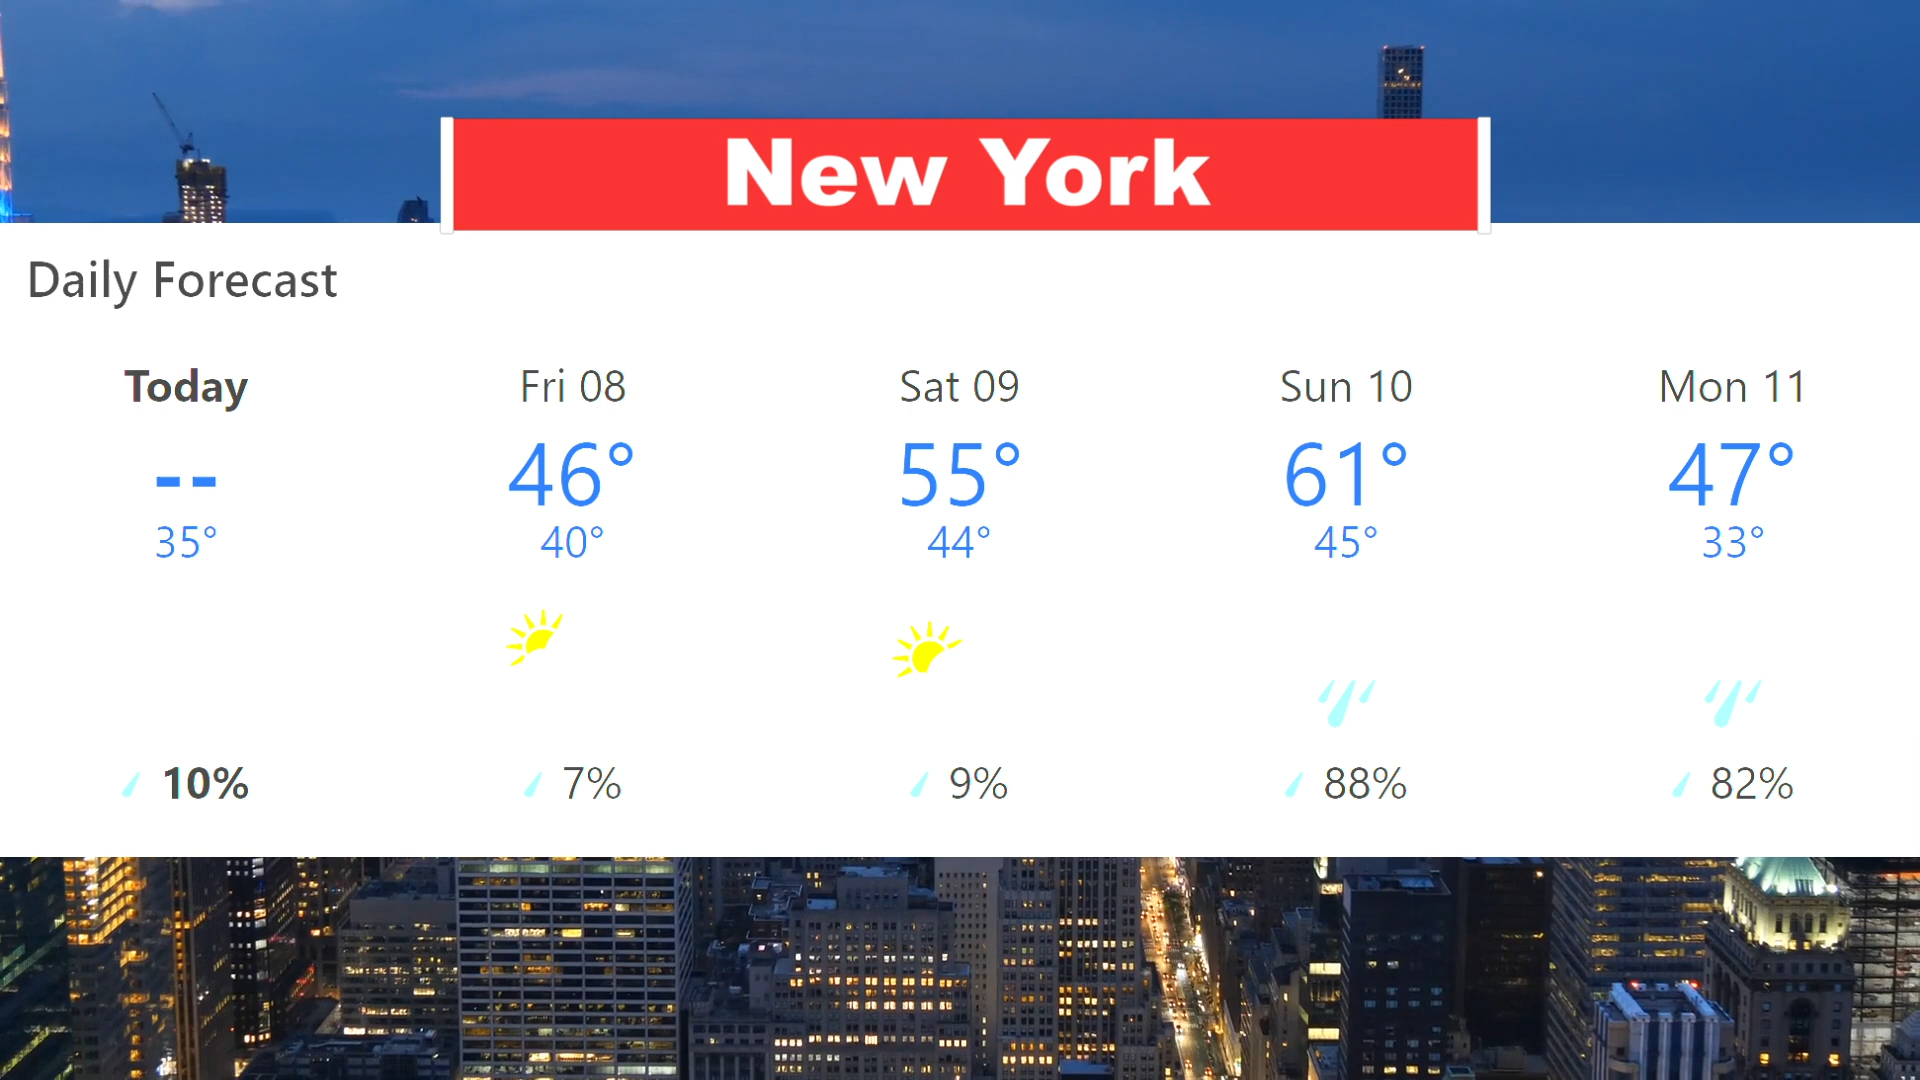 New York
Daily Forecast
Today Fri 08 Sat 09 Sun 10 Mon 11
-- 46° 55° 61° 47°
35° 40° 44° 45° 33°
10% 7% 9% 88% 82%